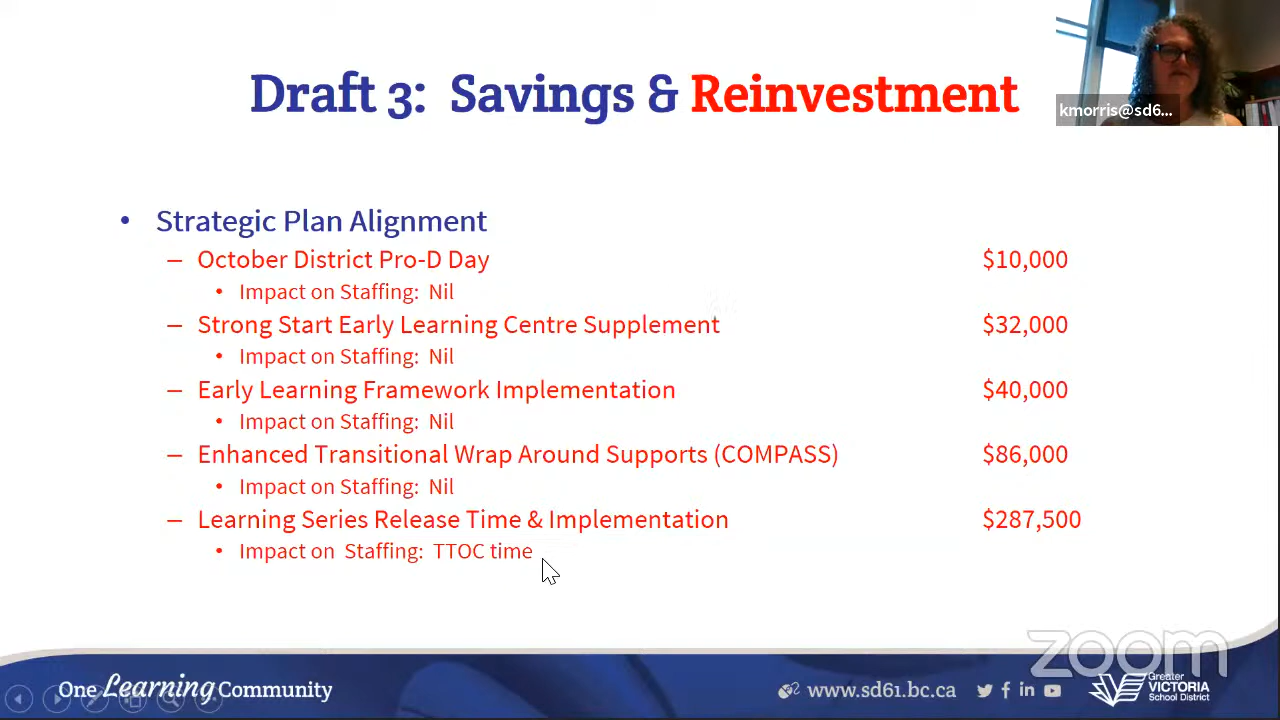 Draft 3: Savings & Reinvestment
kmorris@sd6...
• Strategic Plan Alignment
– October District Pro-D Day $10,000
• Impact on Staffing: Nil
– Strong Start Early Learning Centre Supplement $32,000
• Impact on Staffing: Nil
– Early Learning Framework Implementation $40,000
• Impact on Staffing: Nil
– Enhanced Transitional Wrap Around Supports (COMPASS) $86,000
• Impact on Staffing: Nil
– Learning Series Release Time & Implementation $287,500
• Impact on Staffing: TTOC time
zoom
One Learning Community
www.sd61.bc.ca
Greater
VICTORIA
School District